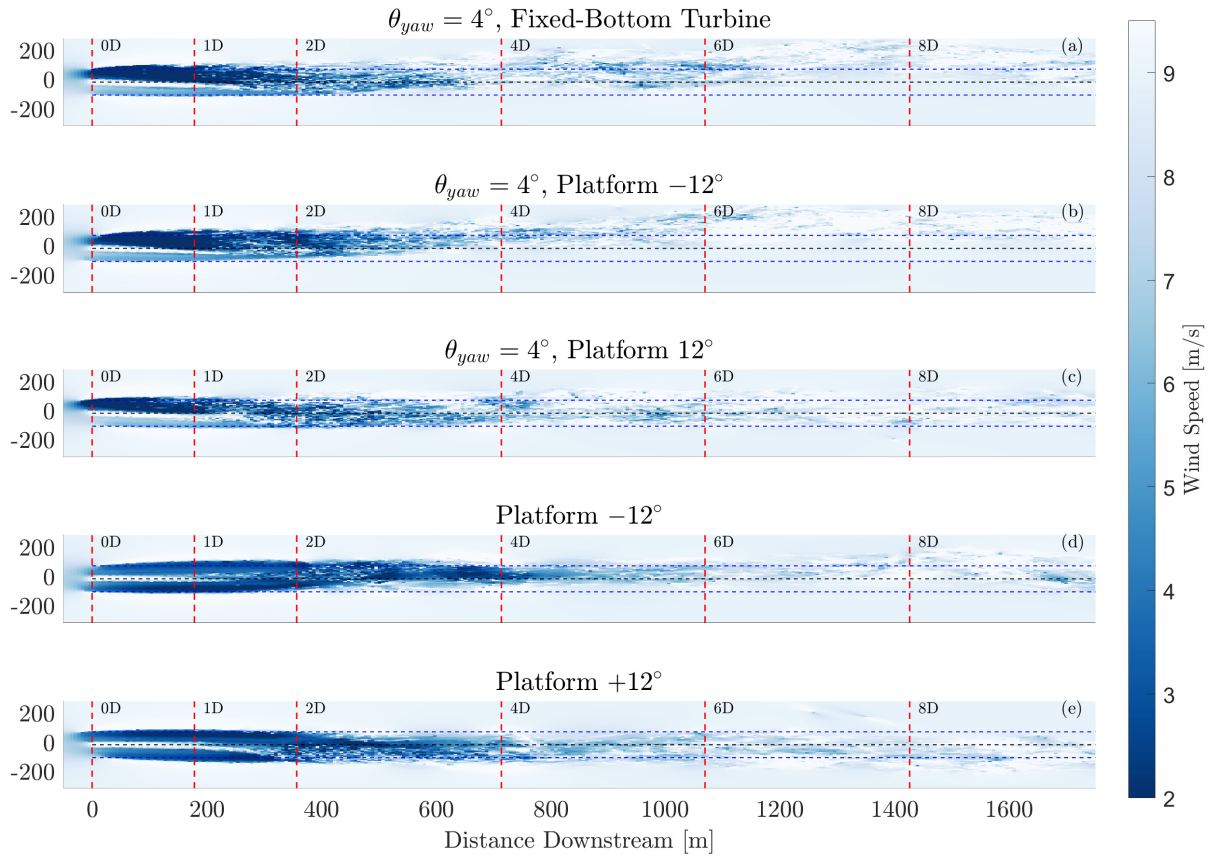 θyaw = 4°, Fixed-Bottom Turbine
200 0D 1D 2D 4D 6D 8D (a)
0
-200
θyaw = 4°, Platform −12°
200 0D 1D 2D 4D 6D 8D (b)
0
-200
θyaw = 4°, Platform 12°
200 0D 1D 2D 4D 6D 8D (c)
0
-200
Platform −12°
200 0D 1D 2D 4D 6D 8D (d)
0
-200
Platform +12°
200 0D 1D 2D 4D 6D 8D (e)
0
-200
0 200 400 600 800 1000 1200 1400 1600
Distance Downstream [m]
9
8
7
6
5
4
3
2
Wind Speed [m/s]